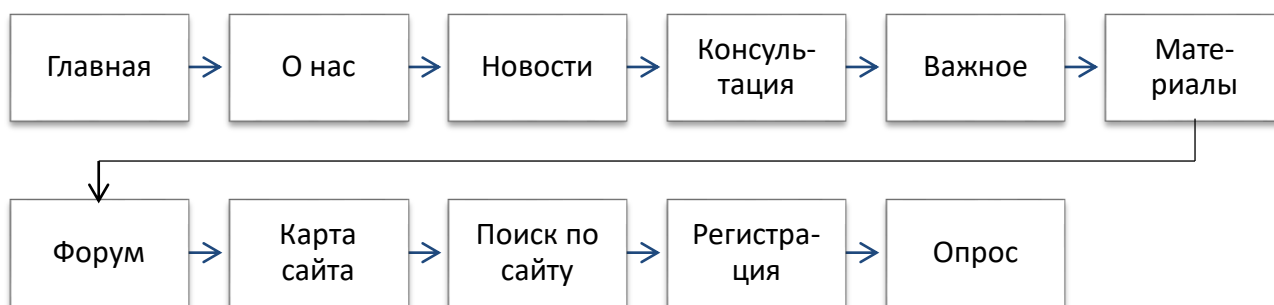 Главная
О нас
Новости
Консуль-
тация
Важное
Мате-
риалы
Форум
Карта
сайта
Поиск по
сайту
Регистра-
ция
Опрос